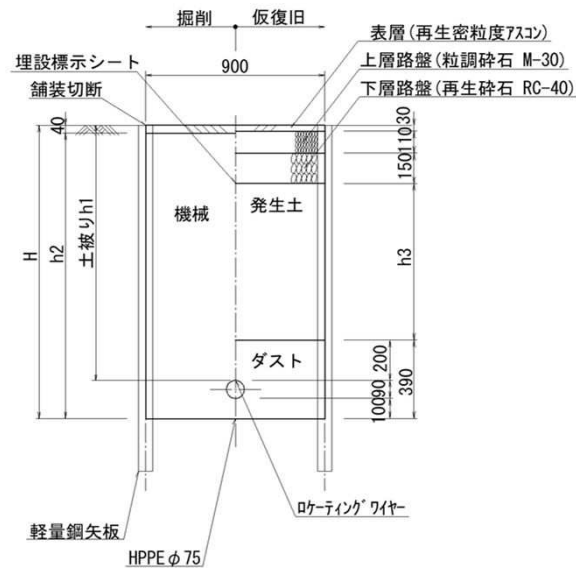 掘削
仮復旧
表層(再生密粒度アスコン)
上層路盤(粒調砕石 M-30)
下層路盤(再生砕石 RC-40)
埋設標示シート
舗装切断
900
40
30
110
150
機械
発生土
H
h2
土被りh1
h3
ダスト
200
90
100
390
ロケーティングワイヤー
軽量鋼矢板
HPPEφ75